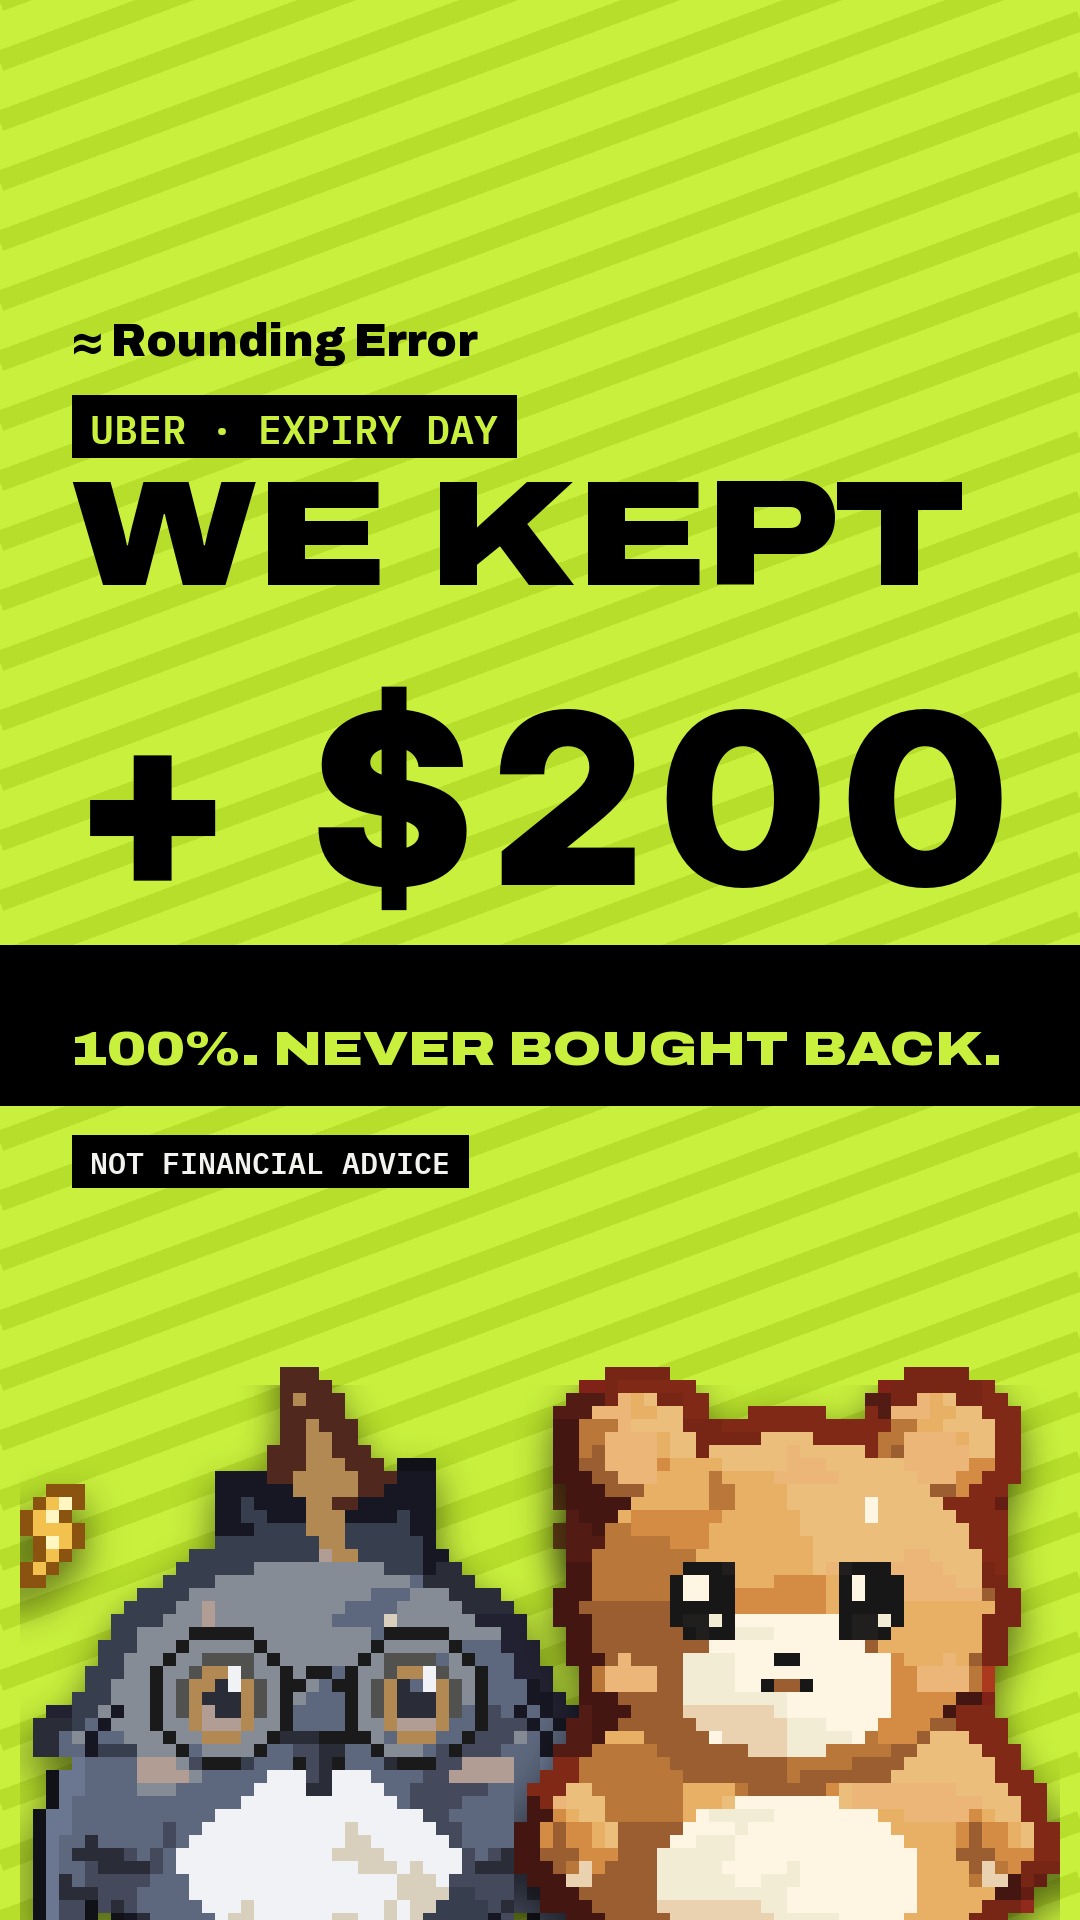 ≈ Rounding Error
UBER · EXPIRY DAY
WE KEPT
+ $200
100%. NEVER BOUGHT BACK.
NOT FINANCIAL ADVICE